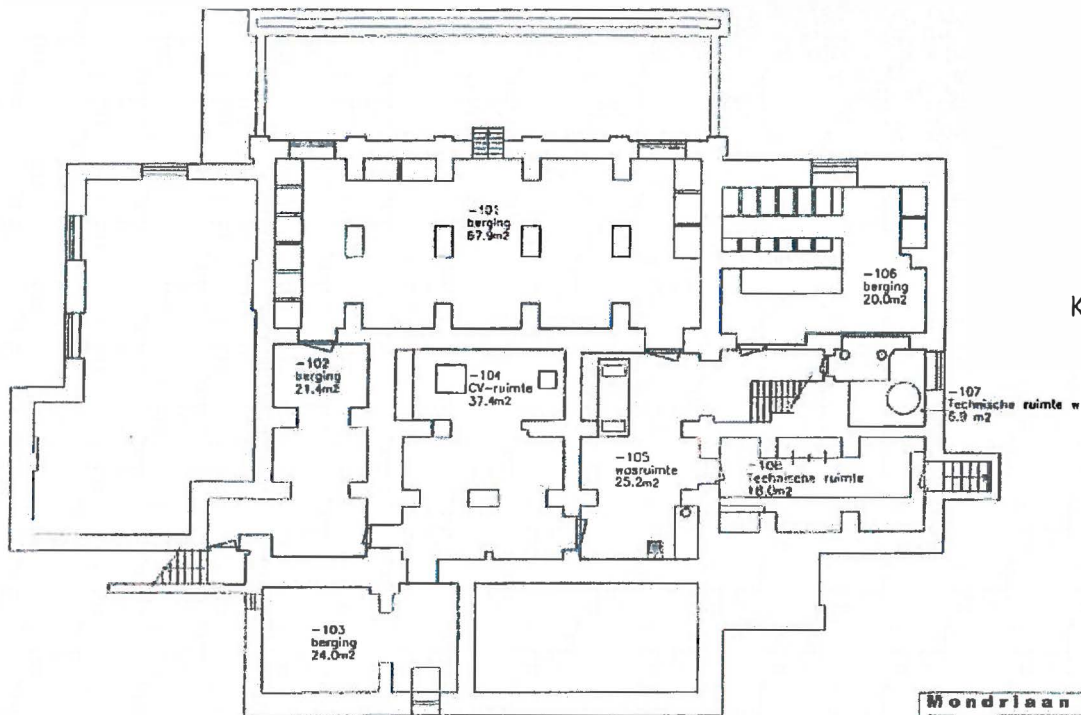 -101
berging
67.9m2
-106
berging
20.0m2
K
-102
berging
21.4m2
-104
CV-ruimte
37.4m2
-107
Technische ruimte w
6.9 m2
-105
wasruimte
25.2m2
-108
Technische ruimte
18.0m2
-103
berging
24.0m2
Mondriaan